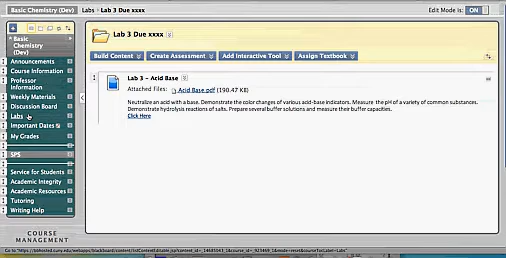 Basic Chemistry (Dev)
Labs > Lab 3 Due xxxx
Edit Mode is: ON
Basic
Chemistry
(Dev)
Announcements
Course Information
Professor
Information
Weekly Materials
Discussion Board
Labs
Important Dates
My Grades
SPS
Service for Students
Academic Integrity
Academic Resources
Tutoring
Writing Help
COURSE
MANAGEMENT
Lab 3 Due xxxx
Build Content
Create Assessment
Add Interactive Tool
Assign Textbook
Lab 3 – Acid Base
Attached Files: Acid Base.pdf (190.47 KB)
Neutralize an acid with a base. Demonstrate the color changes of various acid-base indicators. Measure the pH of a variety of common substances.
Demonstrate hydrolysis reactions of salts. Prepare several buffer solutions and measure their buffer capacities.
Click Here